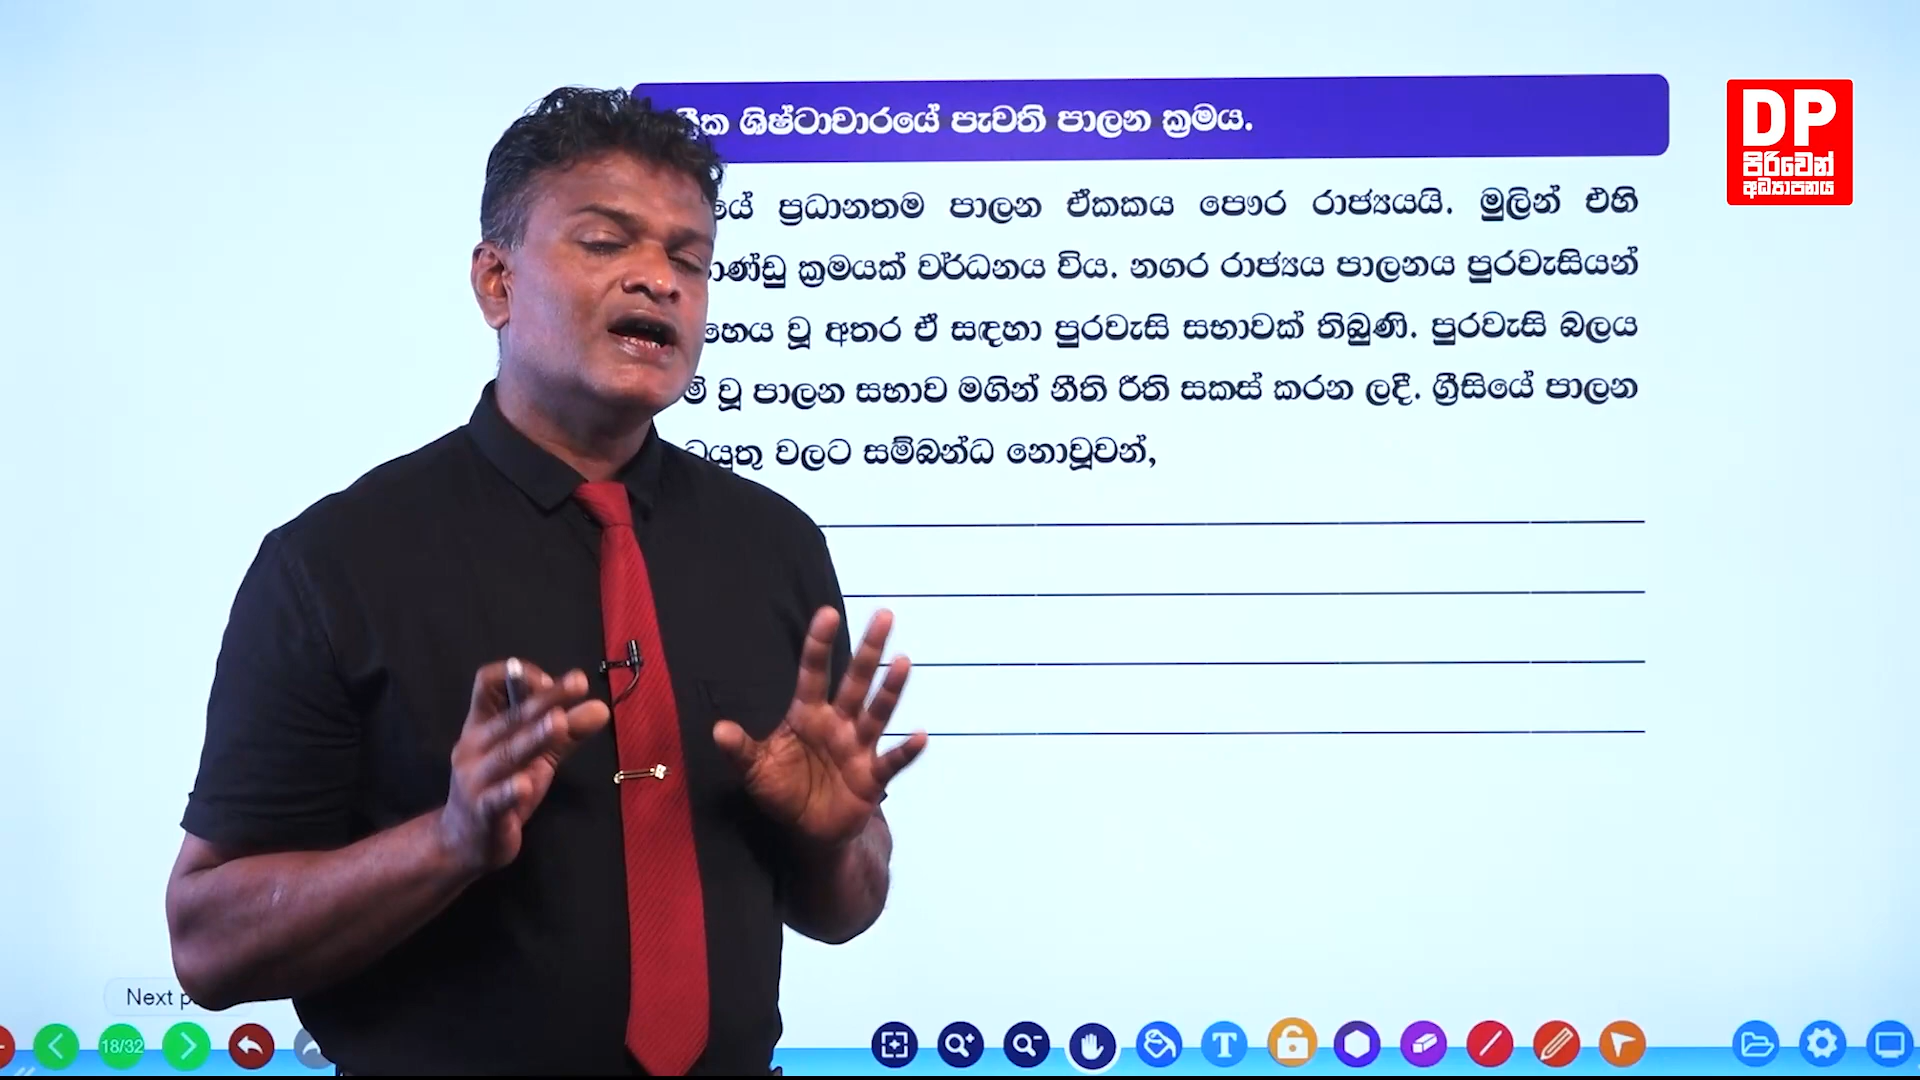 ශිෂ්ටාචාරයේ පැවති පාලන ක්‍රමය.
DP
පිරිවෙන්
අධ්‍යාපනය
ප්‍රධානතම පාලන ඒකකය පෞර රාජ්‍යයයි. මුලින් එහි
ක්‍රමයක් වර්ධනය විය. නගර රාජ්‍යය පාලනය පුරවැසියන්
වූ අතර ඒ සඳහා පුරවැසි සභාවක් තිබුණි. පුරවැසි බලය
වූ පාලන සභාව මගින් නීති රීති සකස් කරන ලදී. ග්‍රීසියේ පාලන
වලට සම්බන්ධ නොවූවන්,
Next
18/32
T